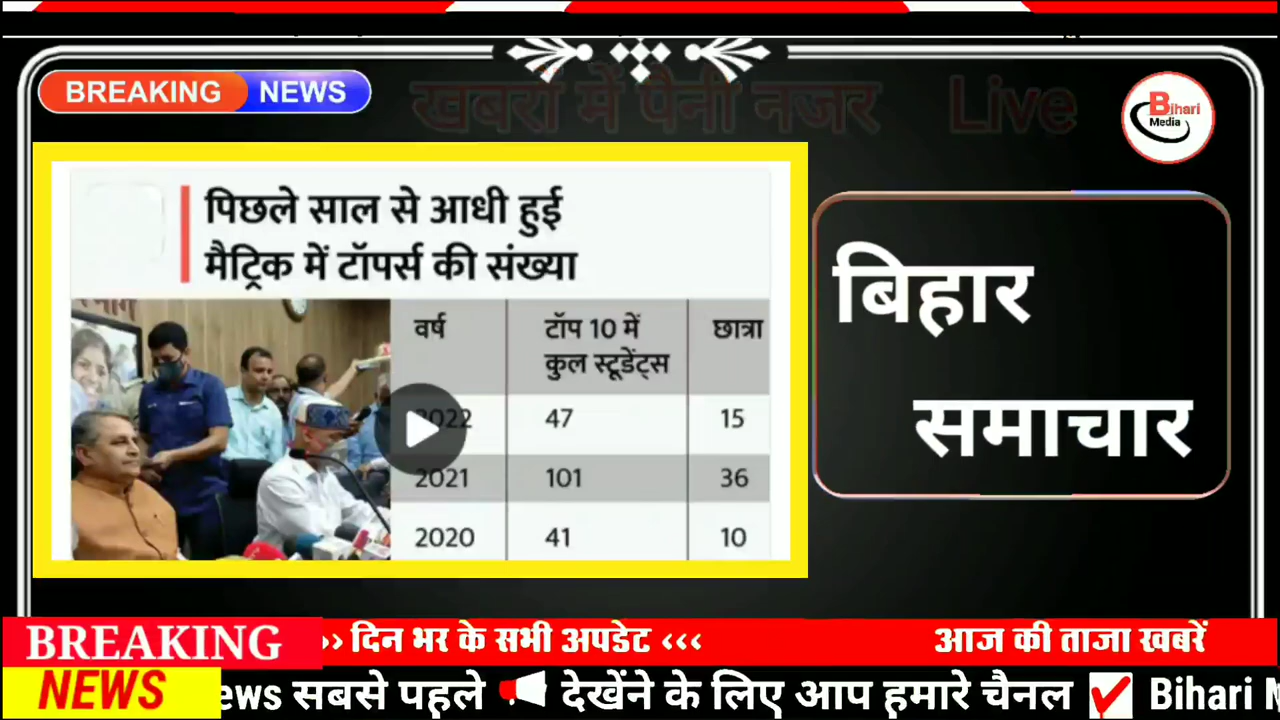 खबरों में पैनी नजर Live
BREAKING NEWS
Bihari
Media
पिछले साल से आधी हुई
मैट्रिक में टॉपर्स की संख्या
वर्ष टॉप 10 में कुल स्टूडेंट्स छात्रा
2022 47 15
2021 101 36
2020 41 10
बिहार
समाचार
BREAKING
NEWS
›› दिन भर के सभी अपडेट ‹‹‹ आज की ताजा खबरें
ews सबसे पहले देखेंने के लिए आप हमारे चैनल Bihari